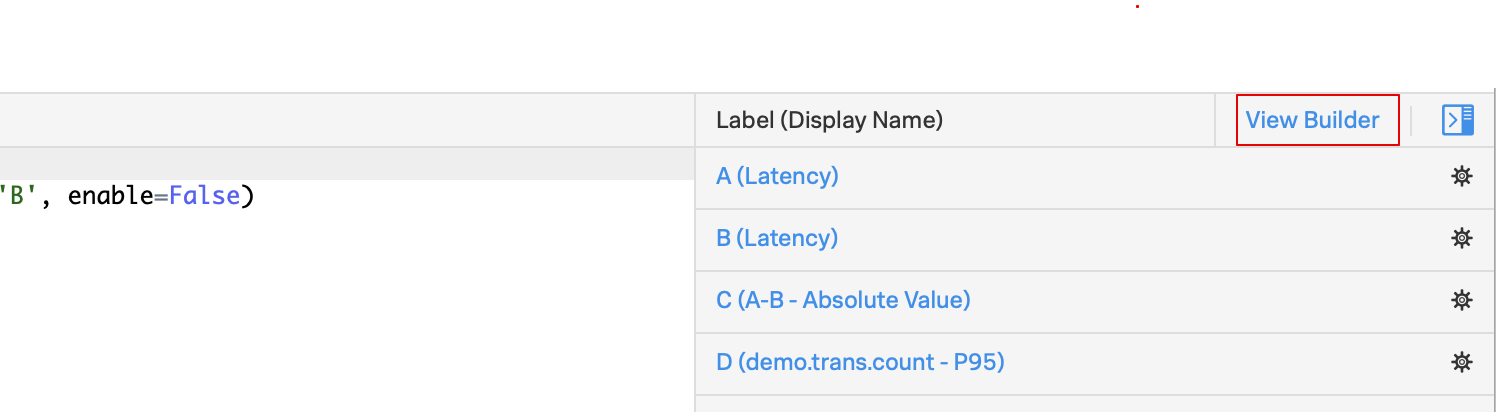 Label (Display Name) View Builder
A (Latency)
'B', enable=False)
B (Latency)
C (A-B - Absolute Value)
D (demo.trans.count - P95)